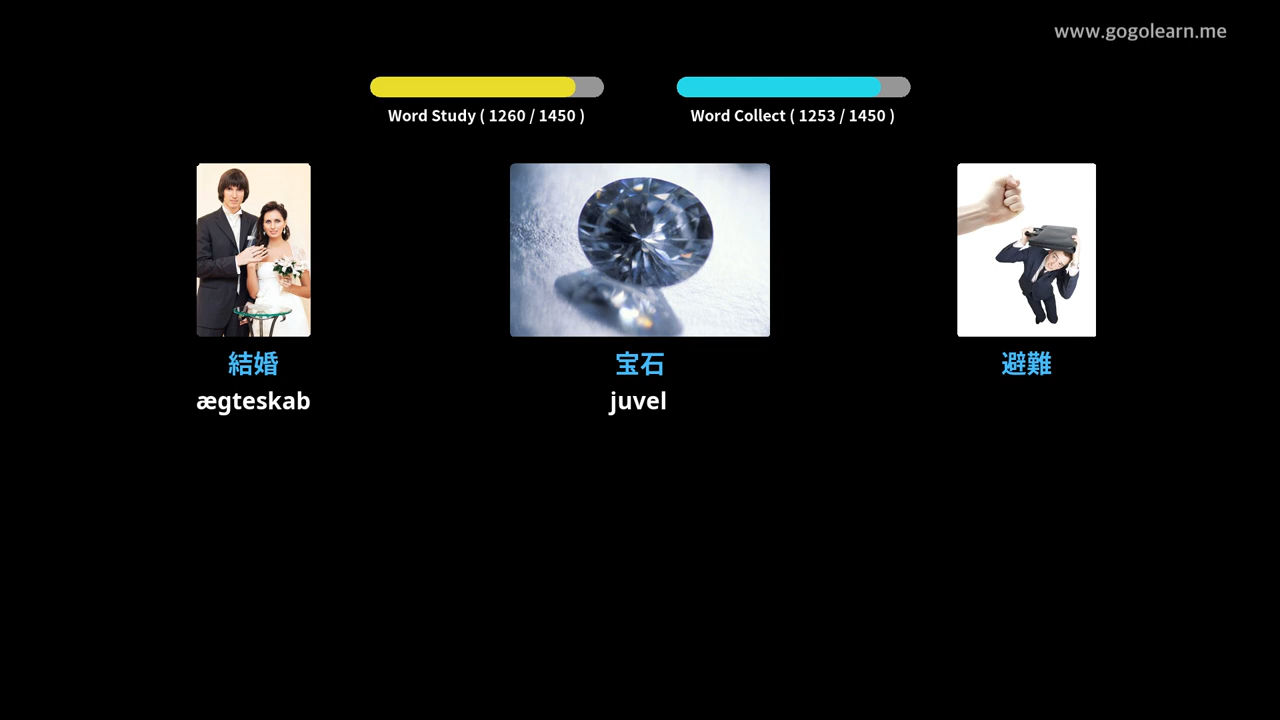 www.gogolearn.me
Word Study ( 1260 / 1450 )
Word Collect ( 1253 / 1450 )
結婚
ægteskab
宝石
juvel
避難